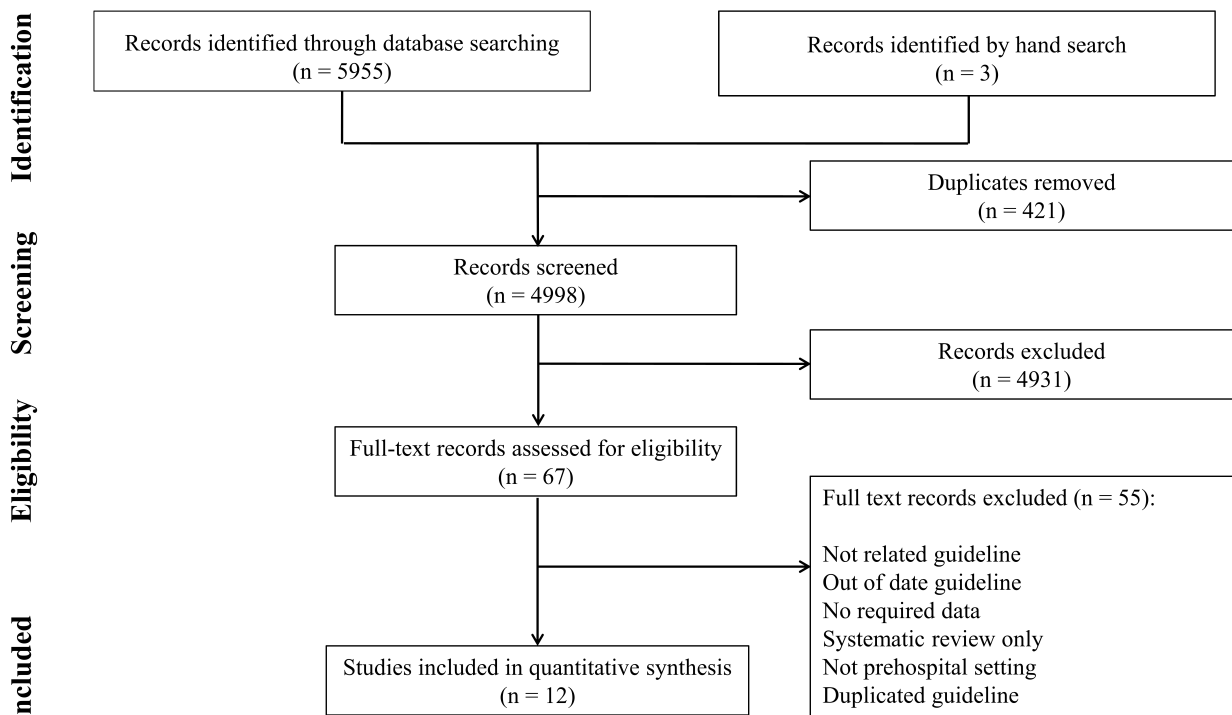 Identification
Records identified through database searching
(n = 5955)
Records identified by hand search
(n = 3)
Duplicates removed
(n = 421)
Screening
Records screened
(n = 4998)
Records excluded
(n = 4931)
Eligibility
Full-text records assessed for eligibility
(n = 67)
Full text records excluded (n = 55):
Not related guideline
Out of date guideline
No required data
Systematic review only
Not prehospital setting
Duplicated guideline
ncluded
Studies included in quantitative synthesis
(n = 12)